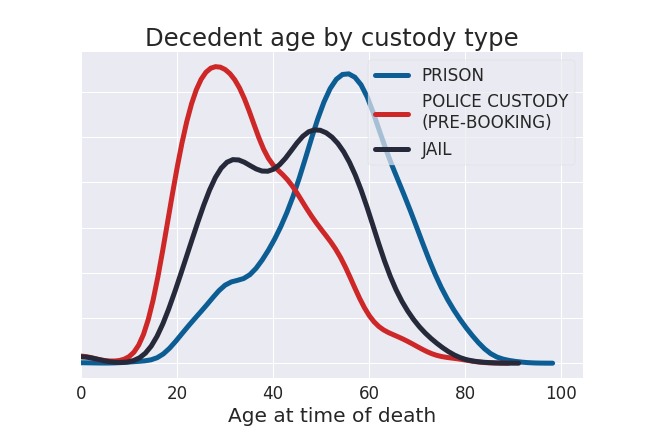 Decedent age by custody type
PRISON
POLICE CUSTODY
(PRE-BOOKING)
JAIL
0 20 40 60 80 100
Age at time of death